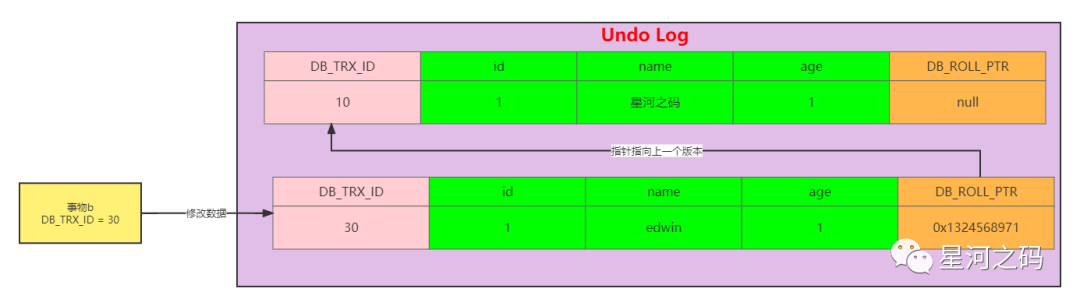 Undo Log
DB_TRX_ID id name age DB_ROLL_PTR
10 1 星河之码 1 null
指针指向上一个版本
DB_TRX_ID id name age DB_ROLL_PTR
事物b
DB_TRX_ID = 30
修改数据
30 1 edwin 1 0x1324568971
星河之码